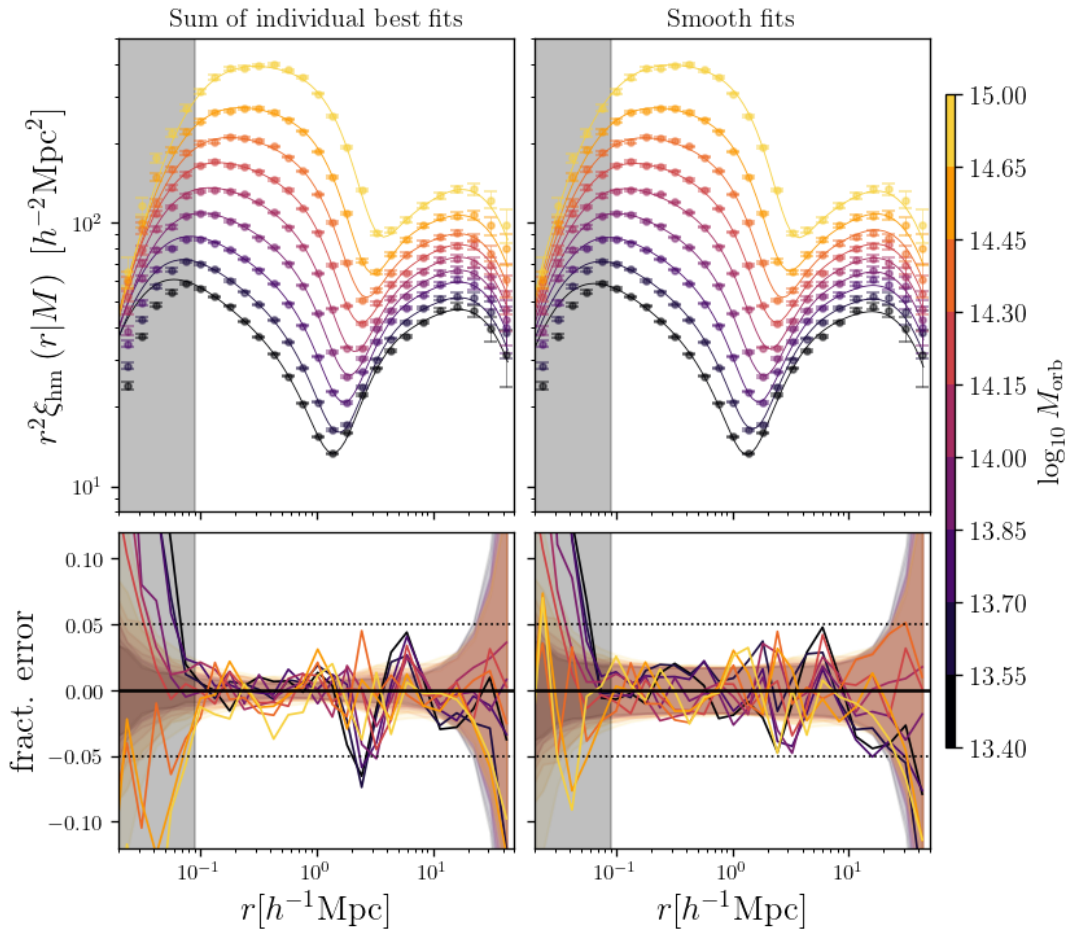 Sum of individual best fits
Smooth fits
r²ξ_hm (r|M) [h⁻²Mpc²]
10²
10¹
15.00
14.65
14.45
14.30
14.15
14.00
13.85
13.70
13.55
13.40
log₁₀ M_orb
fract. error
0.10
0.05
0.00
−0.05
−0.10
10⁻¹ 10⁰ 10¹
10⁻¹ 10⁰ 10¹
r[h⁻¹Mpc]
r[h⁻¹Mpc]